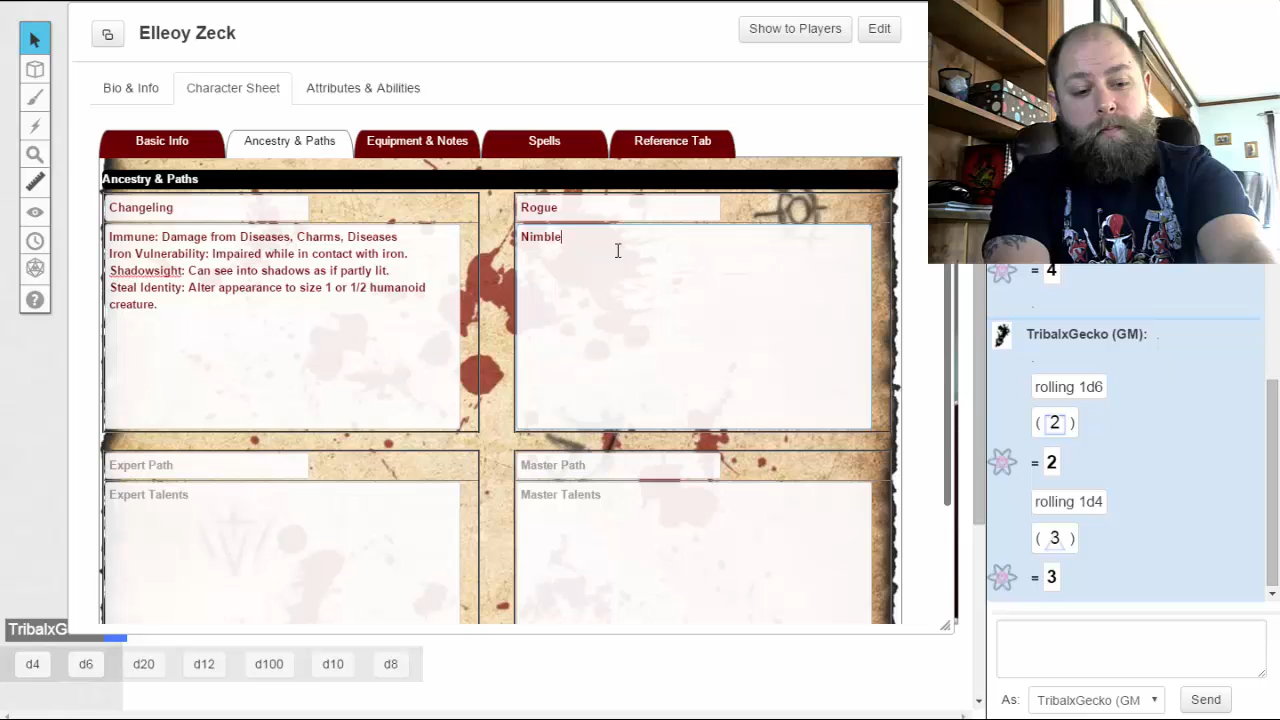 Elleoy Zeck
Show to Players
Edit
Bio & Info
Character Sheet
Attributes & Abilities
Basic Info
Ancestry & Paths
Equipment & Notes
Spells
Reference Tab
Ancestry & Paths
Changeling
Immune: Damage from Diseases, Charms, Diseases
Iron Vulnerability: Impaired while in contact with iron.
Shadowsight: Can see into shadows as if partly lit.
Steal Identity: Alter appearance to size 1 or 1/2 humanoid
creature.
Rogue
Nimble
Expert Path
Expert Talents
Master Path
Master Talents
= 4
TribalxGecko (GM):
rolling 1d6
( 2 )
= 2
rolling 1d4
( 3 )
= 3
TribalxG
d4
d6
d20
d12
d100
d10
d8
As:
TribalxGecko (GM
Send